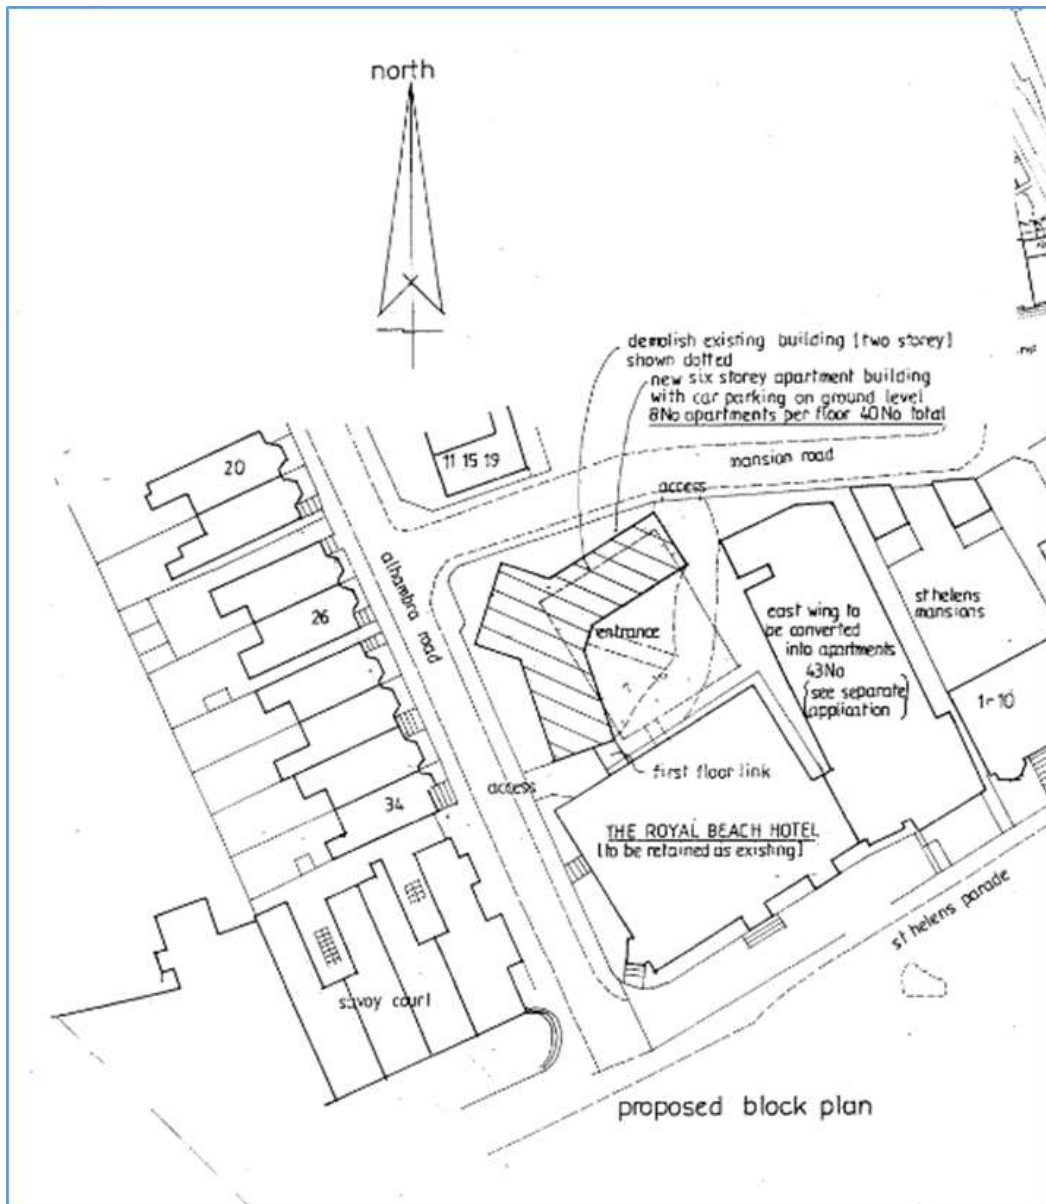 north
demolish existing building [two storey]
shown dotted
new six storey apartment building
with car parking on ground level
8No apartments per floor 40No total
mansion road
access
11 15 19
20
alhambra road
26
entrance
east wing to
be converted
into apartments
43No
(see separate
application)
st helens
mansions
1-10
first floor link
access
34
THE ROYAL BEACH HOTEL
[to be retained as existing]
st helens parade
savoy court
proposed block plan